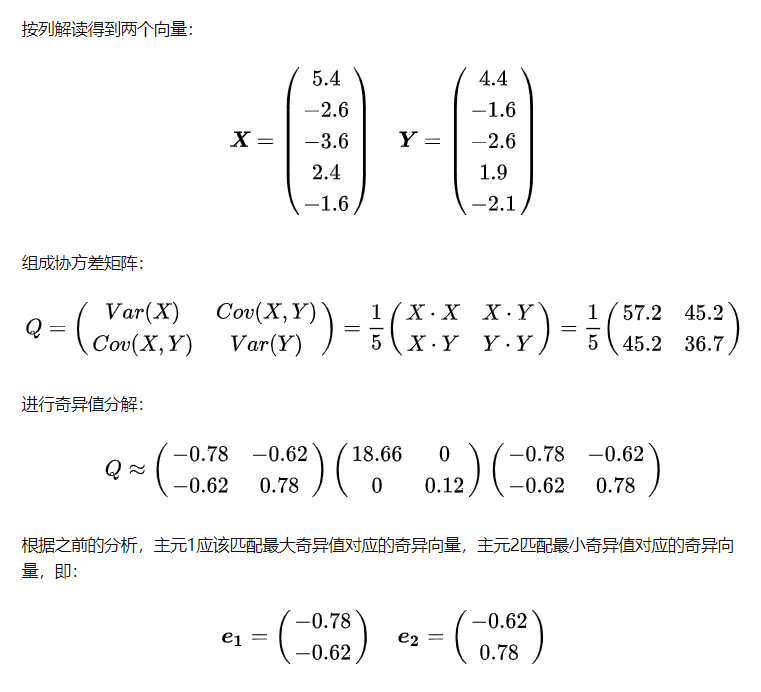 按列解读得到两个向量：
$$\boldsymbol{X} = \begin{pmatrix} 5.4 \\ -2.6 \\ -3.6 \\ 2.4 \\ -1.6 \end{pmatrix} \quad \boldsymbol{Y} = \begin{pmatrix} 4.4 \\ -1.6 \\ -2.6 \\ 1.9 \\ -2.1 \end{pmatrix}$$
组成协方差矩阵：
$$Q = \begin{pmatrix} Var(X) & Cov(X,Y) \\ Cov(X,Y) & Var(Y) \end{pmatrix} = \frac{1}{5} \begin{pmatrix} X \cdot X & X \cdot Y \\ X \cdot Y & Y \cdot Y \end{pmatrix} = \frac{1}{5} \begin{pmatrix} 57.2 & 45.2 \\ 45.2 & 36.7 \end{pmatrix}$$
进行奇异值分解：
$$Q \approx \begin{pmatrix} -0.78 & -0.62 \\ -0.62 & 0.78 \end{pmatrix} \begin{pmatrix} 18.66 & 0 \\ 0 & 0.12 \end{pmatrix} \begin{pmatrix} -0.78 & -0.62 \\ -0.62 & 0.78 \end{pmatrix}$$
根据之前的分析，主元1应该匹配最大奇异值对应的奇异向量，主元2匹配最小奇异值对应的奇异向
量，即：
$$\boldsymbol{e_1} = \begin{pmatrix} -0.78 \\ -0.62 \end{pmatrix} \quad \boldsymbol{e_2} = \begin{pmatrix} -0.62 \\ 0.78 \end{pmatrix}$$